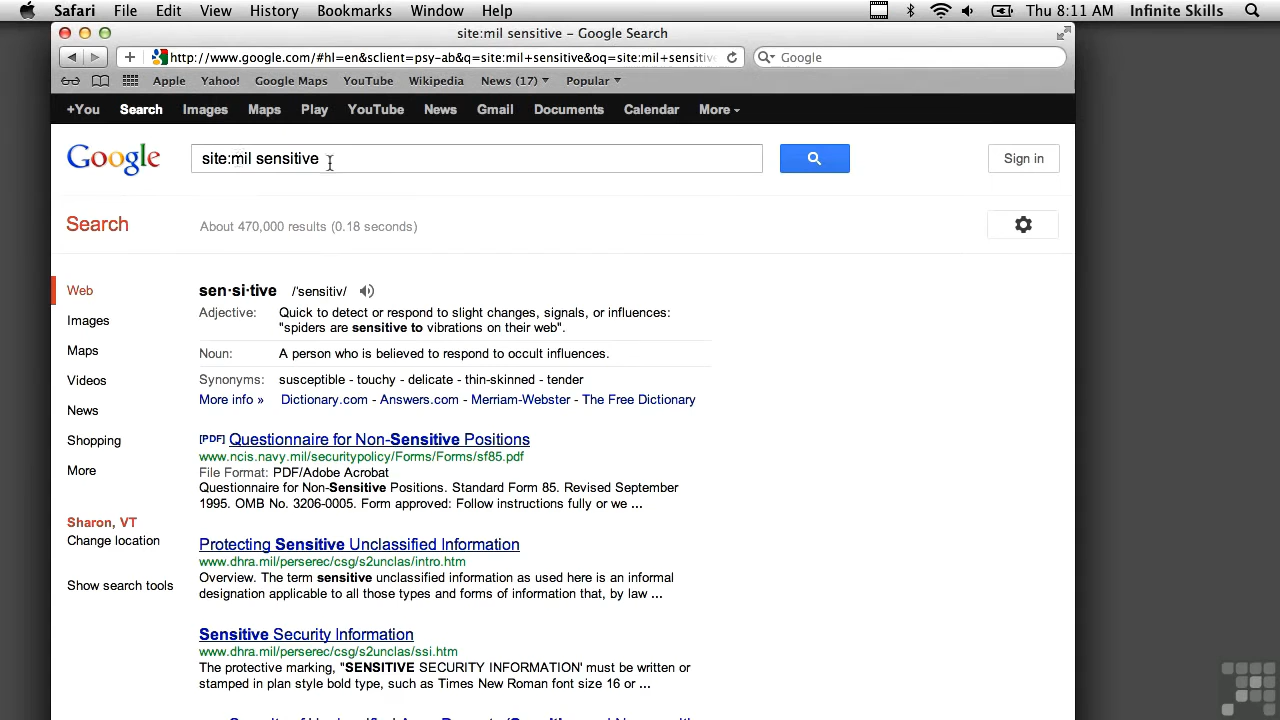 Safari File Edit View History Bookmarks Window Help Thu 8:11 AM Infinite Skills
site:mil sensitive – Google Search
http://www.google.com/#hl=en&sclient=psy-ab&q=site:mil+sensitive&oq=site:mil+sensitiv Google
Apple Yahoo! Google Maps YouTube Wikipedia News (17) Popular
+You Search Images Maps Play YouTube News Gmail Documents Calendar More
Google site:mil sensitive Sign in
Search About 470,000 results (0.18 seconds)
Web
Images
Maps
Videos
News
Shopping
More
Sharon, VT
Change location
Show search tools
sen·si·tive /ˈsensitiv/
Adjective: Quick to detect or respond to slight changes, signals, or influences:
"spiders are sensitive to vibrations on their web".
Noun: A person who is believed to respond to occult influences.
Synonyms: susceptible - touchy - delicate - thin-skinned - tender
More info » Dictionary.com - Answers.com - Merriam-Webster - The Free Dictionary
[PDF] Questionnaire for Non-Sensitive Positions
www.ncis.navy.mil/securitypolicy/Forms/Forms/sf85.pdf
File Format: PDF/Adobe Acrobat
Questionnaire for Non-Sensitive Positions. Standard Form 85. Revised September
1995. OMB No. 3206-0005. Form approved: Follow instructions fully or we ...
Protecting Sensitive Unclassified Information
www.dhra.mil/perserec/csg/s2unclas/intro.htm
Overview. The term sensitive unclassified information as used here is an informal
designation applicable to all those types and forms of information that, by law ...
Sensitive Security Information
www.dhra.mil/perserec/csg/s2unclas/ssi.htm
The protective marking, "SENSITIVE SECURITY INFORMATION' must be written or
stamped in plan style bold type, such as Times New Roman font size 16 or ...